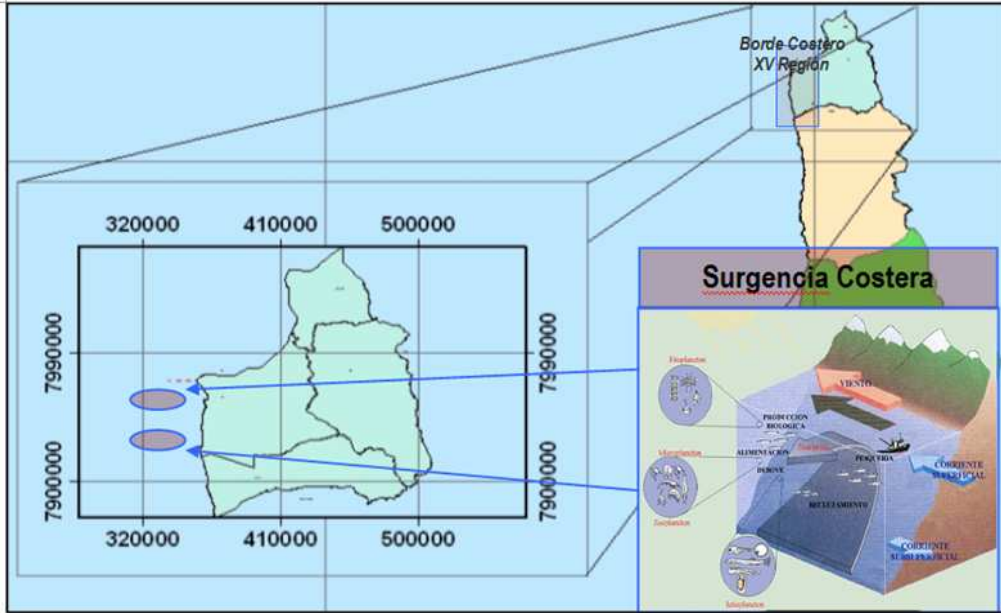 Borde Costero
XV Región
320000
410000
500000
7990000
7990000
7900000
7900000
320000
410000
500000
Surgencia Costera
Fitoplancton
VIENTO
PRODUCCION
BIOLOGICA
ALIMENTACION
PESQUERIA
DESOVE
CORRIENTE
SUPERFICIAL
Zooplancton
RECLUTAMIENTO
CORRIENTE
SUBSUPERFICIAL
Ictioplancton